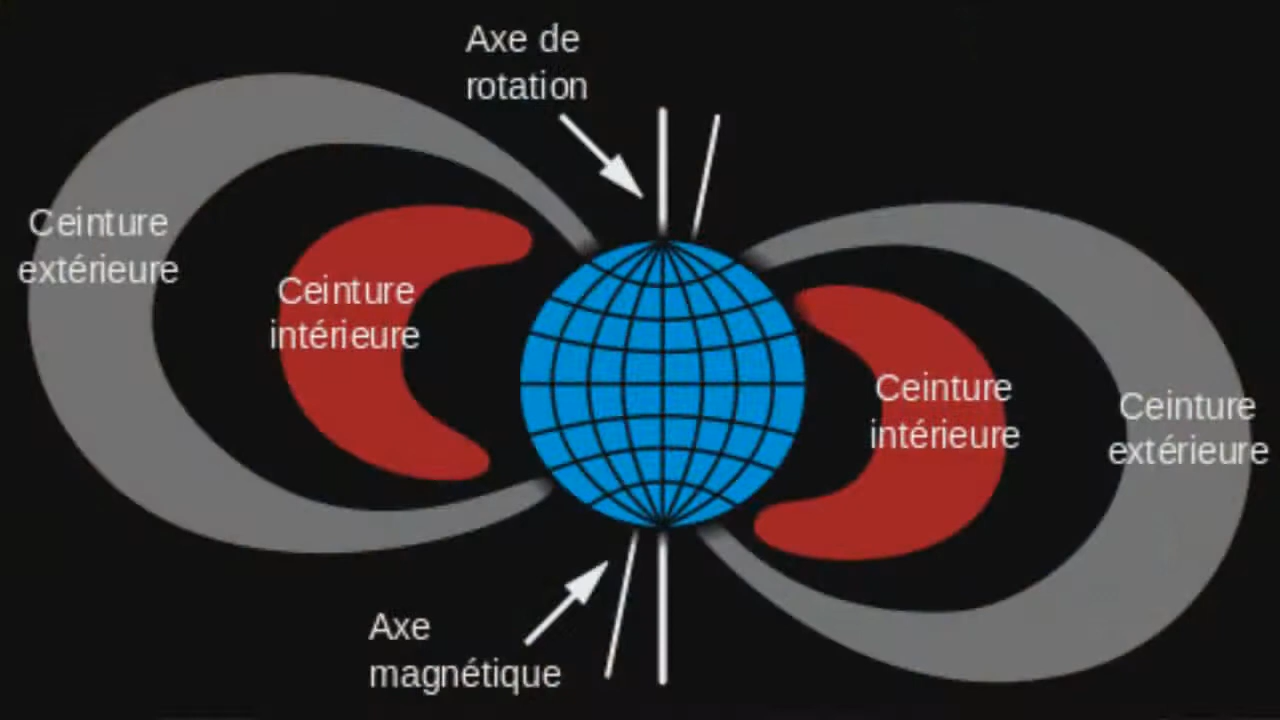 Axe de
rotation
Ceinture
extérieure
Ceinture
intérieure
Ceinture
intérieure
Ceinture
extérieure
Axe
magnétique